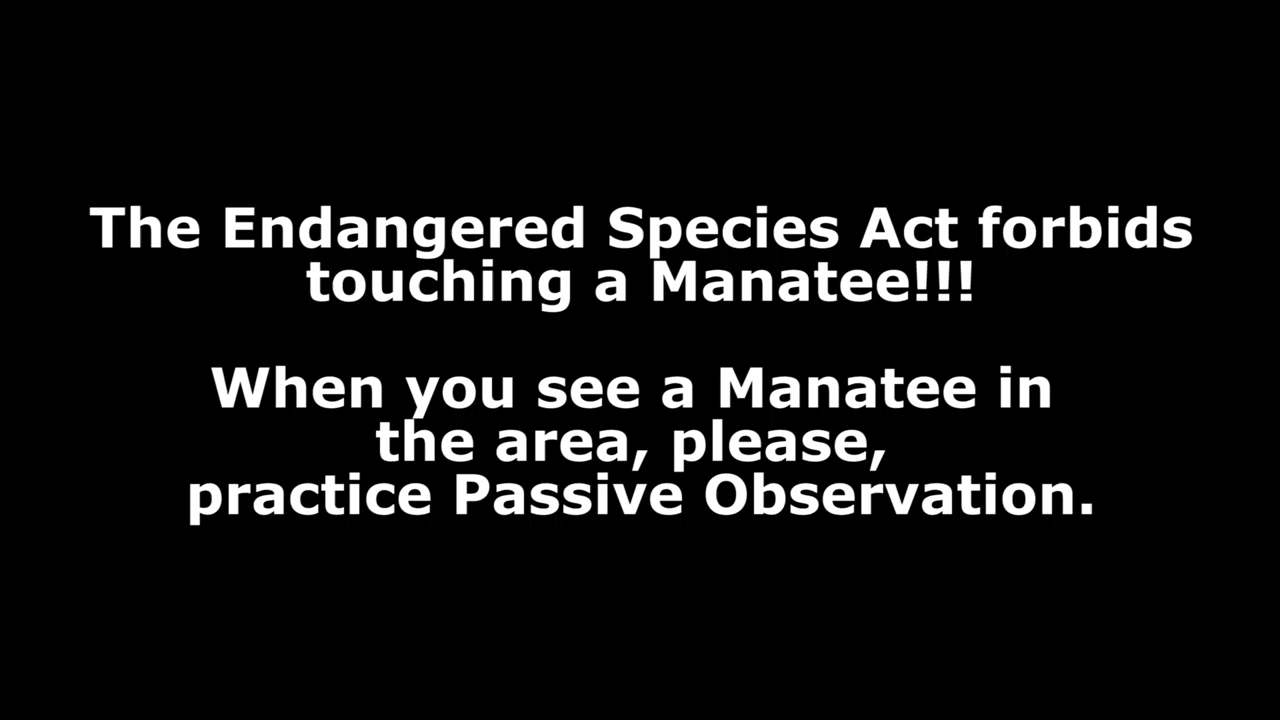 The Endangered Species Act forbids
touching a Manatee!!!
When you see a Manatee in
the area, please,
practice Passive Observation.